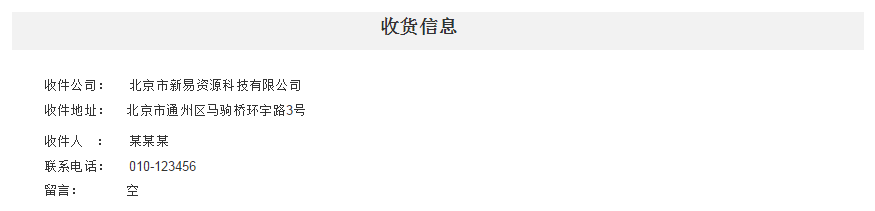 收货信息
收件公司： 北京市新易资源科技有限公司
收件地址： 北京市通州区马驹桥环宇路3号
收件人 ： 某某某
联系电话： 010-123456
留言： 空